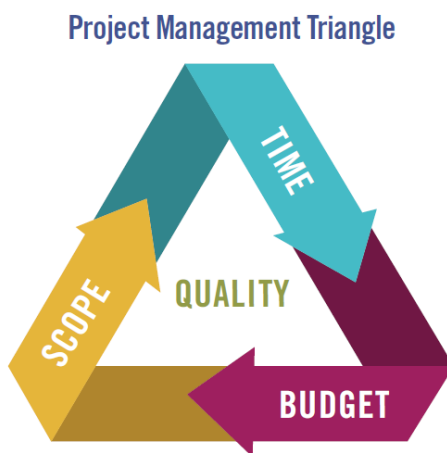 Project Management Triangle
TIME
SCOPE
QUALITY
BUDGET